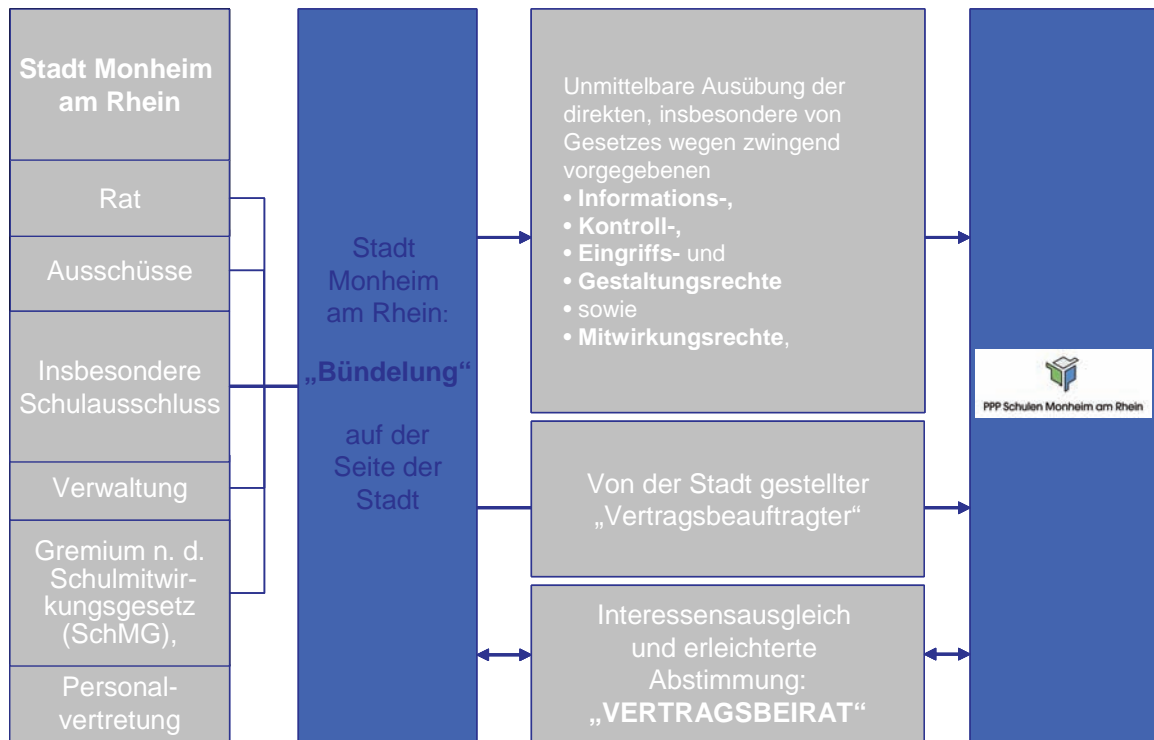 Stadt Monheim
am Rhein
Rat
Ausschüsse
Insbesondere
Schulausschluss
Verwaltung
Gremium n. d.
Schulmitwir-
kungsgesetz
(SchMG),
Personal-
vertretung
Stadt
Monheim
am Rhein:
„Bündelung“
auf der
Seite der
Stadt
Unmittelbare Ausübung der
direkten, insbesondere von
Gesetzes wegen zwingend
vorgegebenen
• Informations-,
• Kontroll-,
• Eingriffs- und
• Gestaltungsrechte
• sowie
• Mitwirkungsrechte,
Von der Stadt gestellter
„Vertragsbeauftragter“
Interessensausgleich
und erleichterte
Abstimmung:
„VERTRAGSBEIRAT“
PPP Schulen Monheim am Rhein